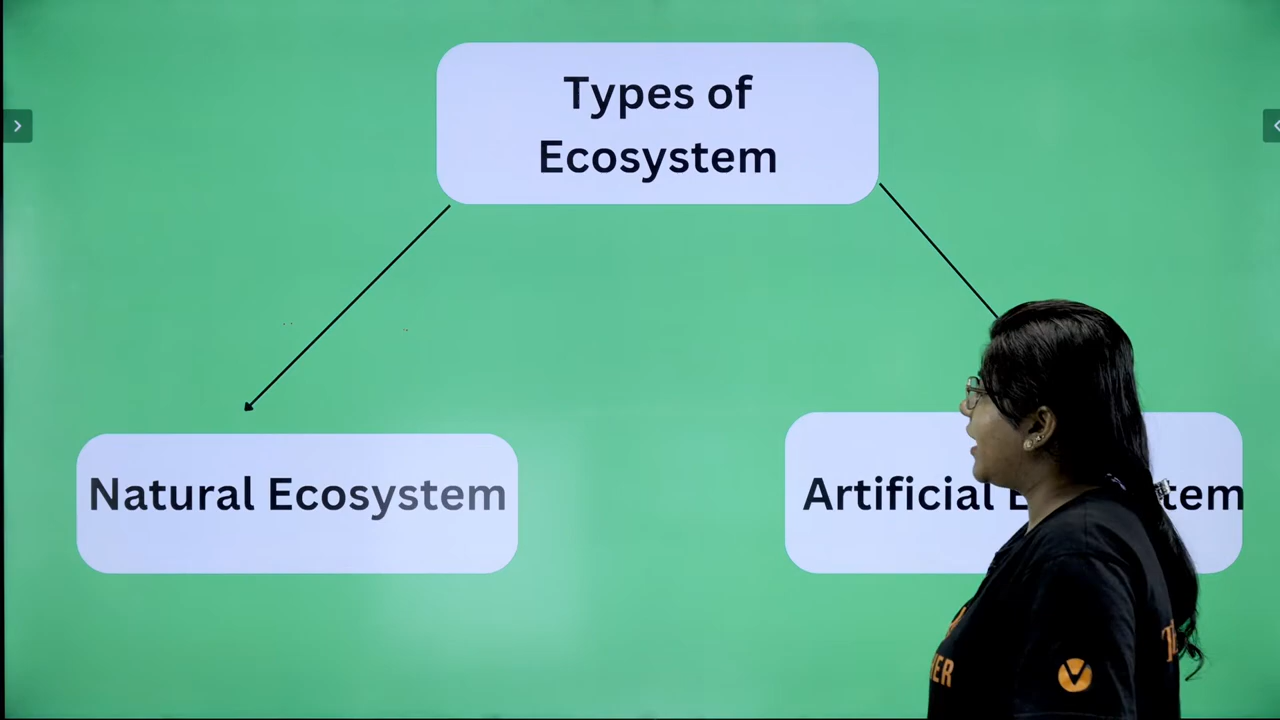 Types of
Ecosystem
Natural Ecosystem
Artificial